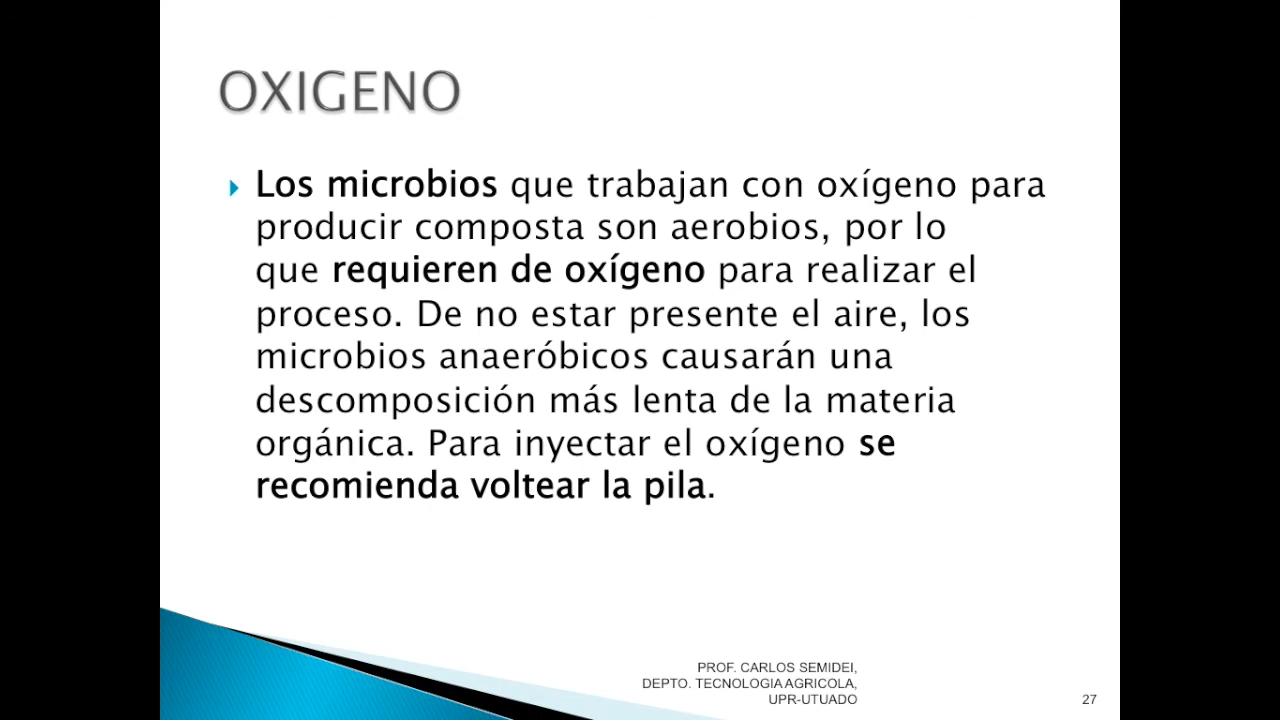 OXIGENO
Los microbios que trabajan con oxígeno para
producir composta son aerobios, por lo
que requieren de oxígeno para realizar el
proceso. De no estar presente el aire, los
microbios anaeróbicos causarán una
descomposición más lenta de la materia
orgánica. Para inyectar el oxígeno se
recomienda voltear la pila.
PROF. CARLOS SEMIDEI,
DEPTO. TECNOLOGIA AGRICOLA,
UPR-UTUADO
27